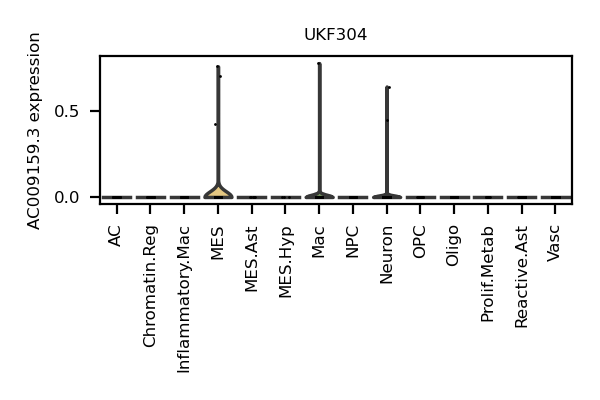 UKF304
AC009159.3 expression
0.5
0.0
AC
Chromatin.Reg
Inflammatory.Mac
MES
MES.Ast
MES.Hyp
Mac
NPC
Neuron
OPC
Oligo
Prolif.Metab
Reactive.Ast
Vasc